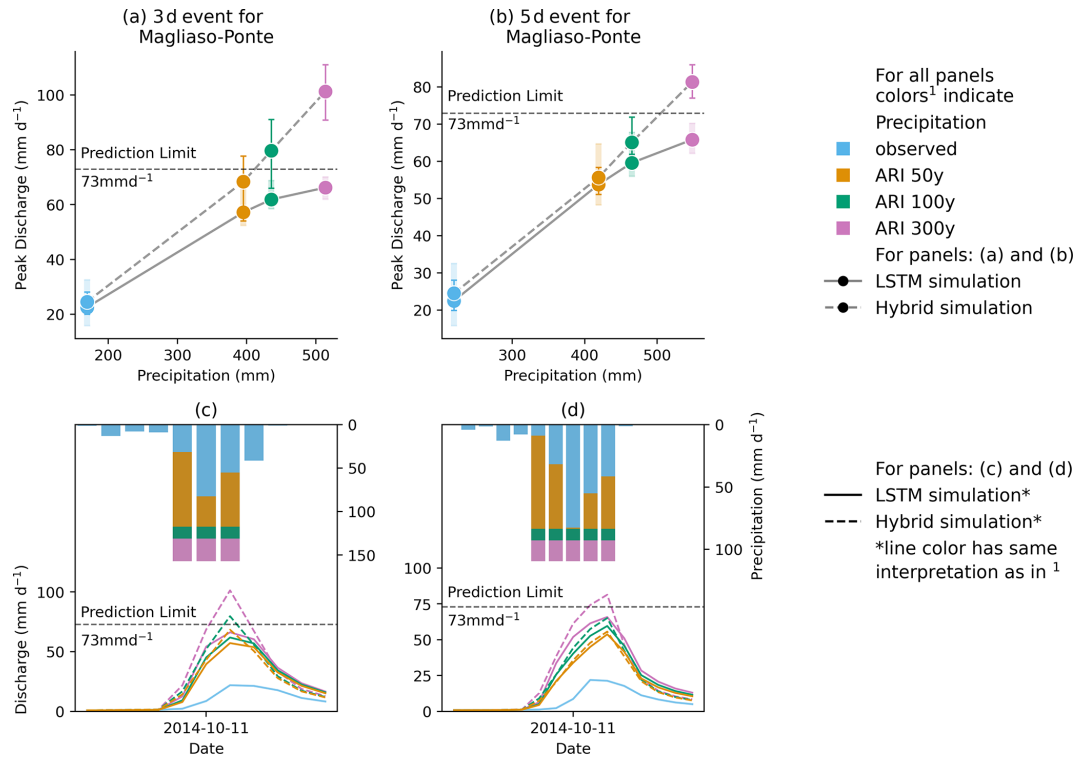 (a) 3d event for
Magliaso-Ponte
Peak Discharge (mm d⁻¹)
100
80
60
40
20
Prediction Limit
73mmd⁻¹
200
300
400
500
Precipitation (mm)
(b) 5d event for
Magliaso-Ponte
Peak Discharge (mm d⁻¹)
80
70
60
50
40
30
20
Prediction Limit
73mmd⁻¹
300
400
500
Precipitation (mm)
For all panels
colors¹ indicate
Precipitation
observed
ARI 50y
ARI 100y
ARI 300y
For panels: (a) and (b)
LSTM simulation
Hybrid simulation
(c)
0
50
100
150
Discharge (mm d⁻¹)
100
50
0
Prediction Limit
73mmd⁻¹
2014-10-11
Date
(d)
0
100
Precipitation (mm d⁻¹)
100
75
50
25
0
Prediction Limit
73mmd⁻¹
2014-10-11
Date
For panels: (c) and (d)
LSTM simulation*
Hybrid simulation*
*line color has same
interpretation as in ¹